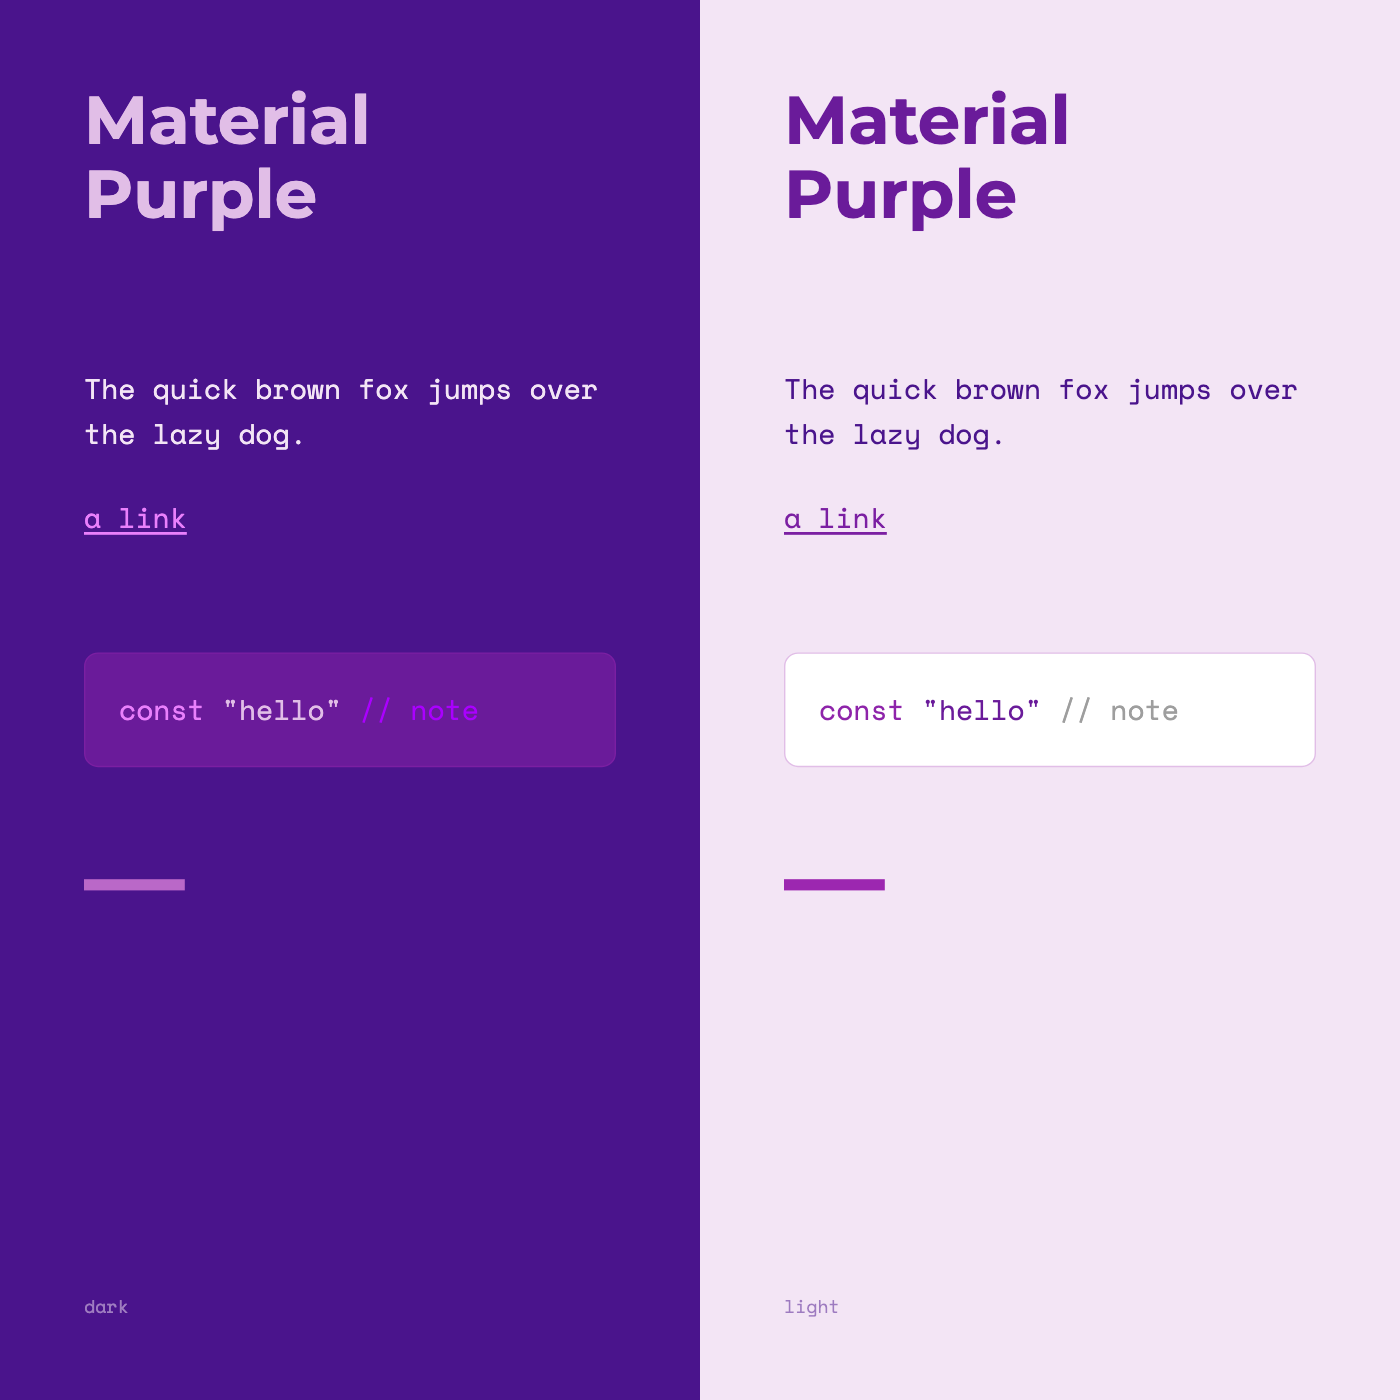 Material
Purple
The quick brown fox jumps over
the lazy dog.
a link
const "hello" // note
dark
Material
Purple
The quick brown fox jumps over
the lazy dog.
a link
const "hello" // note
light